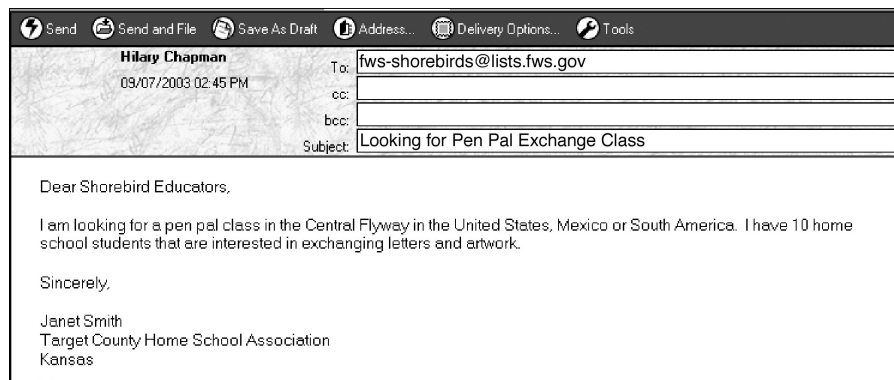 Send Send and File Save As Draft Address... Delivery Options... Tools
Hilary Chapman
09/07/2003 02:45 PM
To: fws-shorebirds@lists.fws.gov
cc:
bcc:
Subject: Looking for Pen Pal Exchange Class
Dear Shorebird Educators,
I am looking for a pen pal class in the Central Flyway in the United States, Mexico or South America. I have 10 home
school students that are interested in exchanging letters and artwork.
Sincerely,
Janet Smith
Target County Home School Association
Kansas